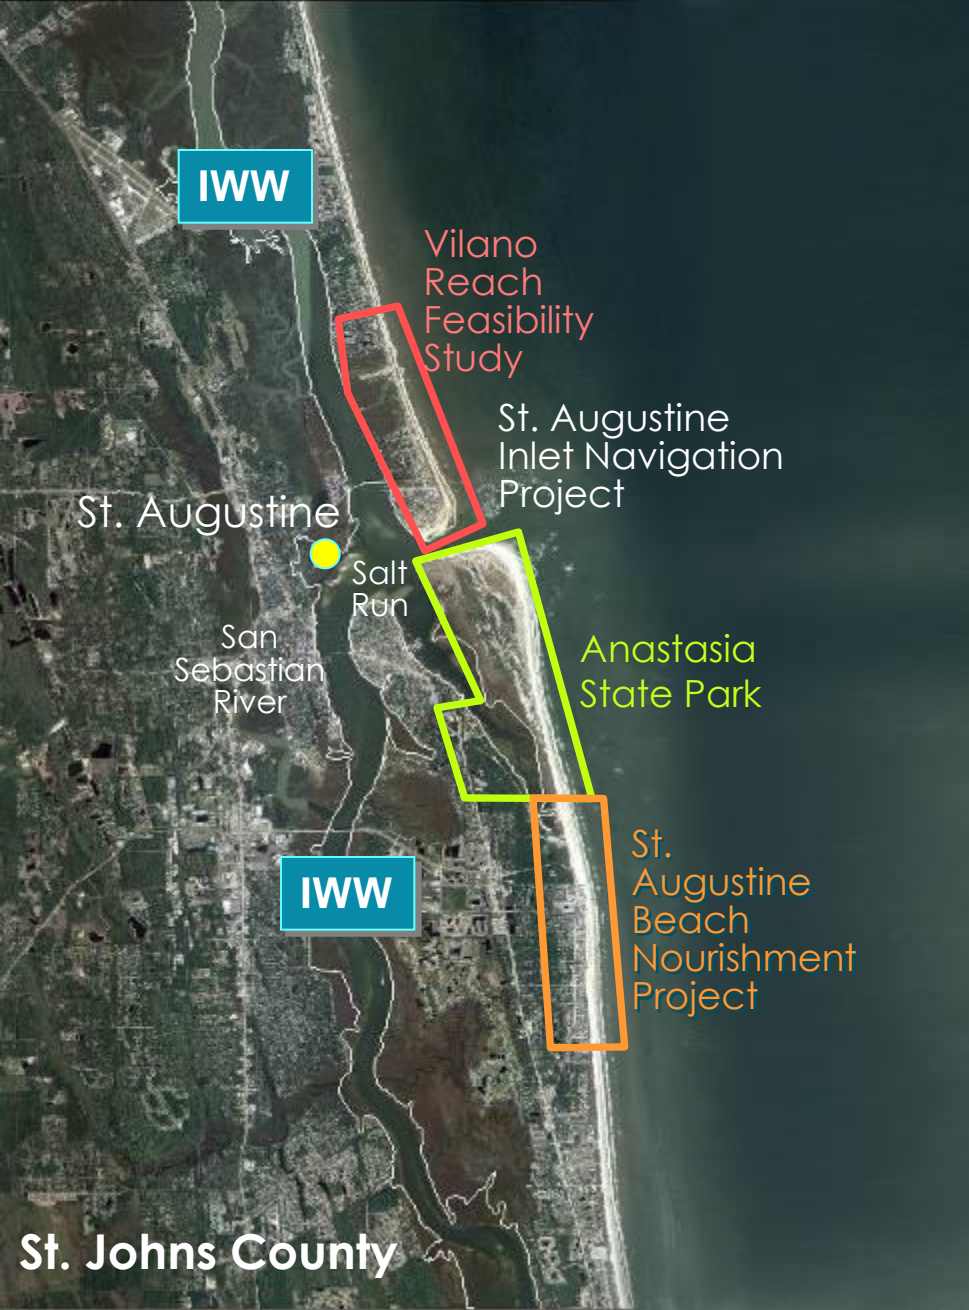 IWW
Vilano
Reach
Feasibility
Study
St. Augustine
Inlet Navigation
Project
St. Augustine
Salt
Run
San
Sebastian
River
Anastasia
State Park
St.
Augustine
Beach
Nourishment
Project
IWW
St. Johns County